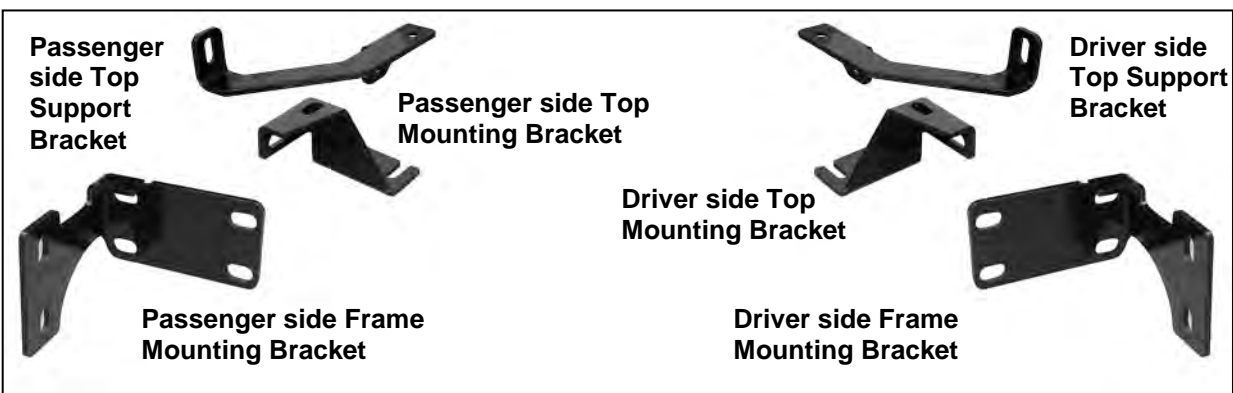 Passenger
side Top
Support
Bracket
Passenger side Top
Mounting Bracket
Driver side
Top Support
Bracket
Driver side Top
Mounting Bracket
Passenger side Frame
Mounting Bracket
Driver side Frame
Mounting Bracket